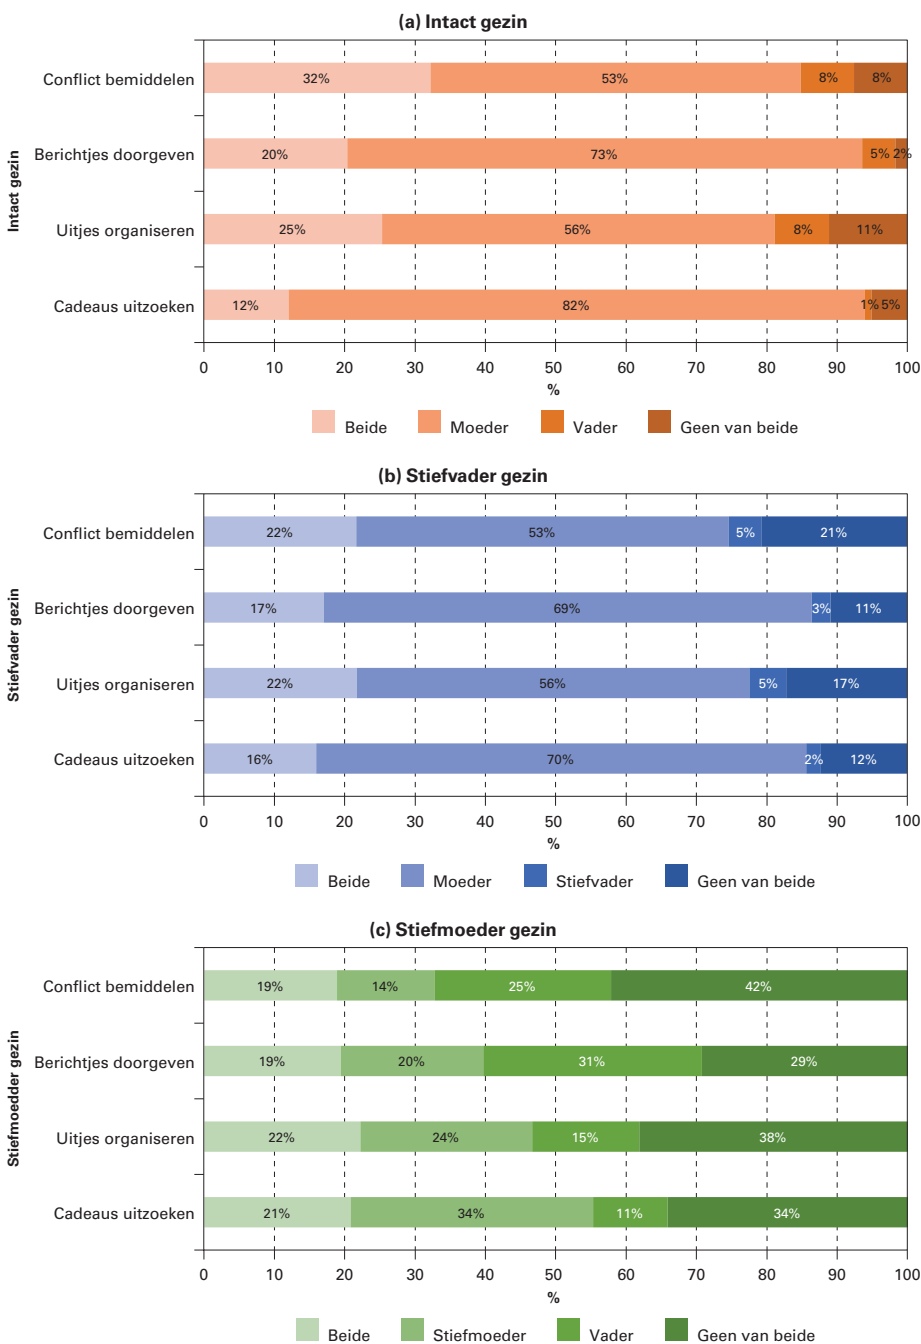 (a) Intact gezin
Intact gezin
Conflict bemiddelen 32% 53% 8% 8%
Berichtjes doorgeven 20% 73% 5% 2%
Uitjes organiseren 25% 56% 8% 11%
Cadeaus uitzoeken 12% 82% 1% 5%
0 10 20 30 40 50 60 70 80 90 100
%
Beide Moeder Vader Geen van beide
(b) Stiefvader gezin
Stiefvader gezin
Conflict bemiddelen 22% 53% 5% 21%
Berichtjes doorgeven 17% 69% 3% 11%
Uitjes organiseren 22% 56% 5% 17%
Cadeaus uitzoeken 16% 70% 2% 12%
0 10 20 30 40 50 60 70 80 90 100
%
Beide Moeder Stiefvader Geen van beide
(c) Stiefmoeder gezin
Stiefmoedder gezin
Conflict bemiddelen 19% 14% 25% 42%
Berichtjes doorgeven 19% 20% 31% 29%
Uitjes organiseren 22% 24% 15% 38%
Cadeaus uitzoeken 21% 34% 11% 34%
0 10 20 30 40 50 60 70 80 90 100
%
Beide Stiefmoeder Vader Geen van beide